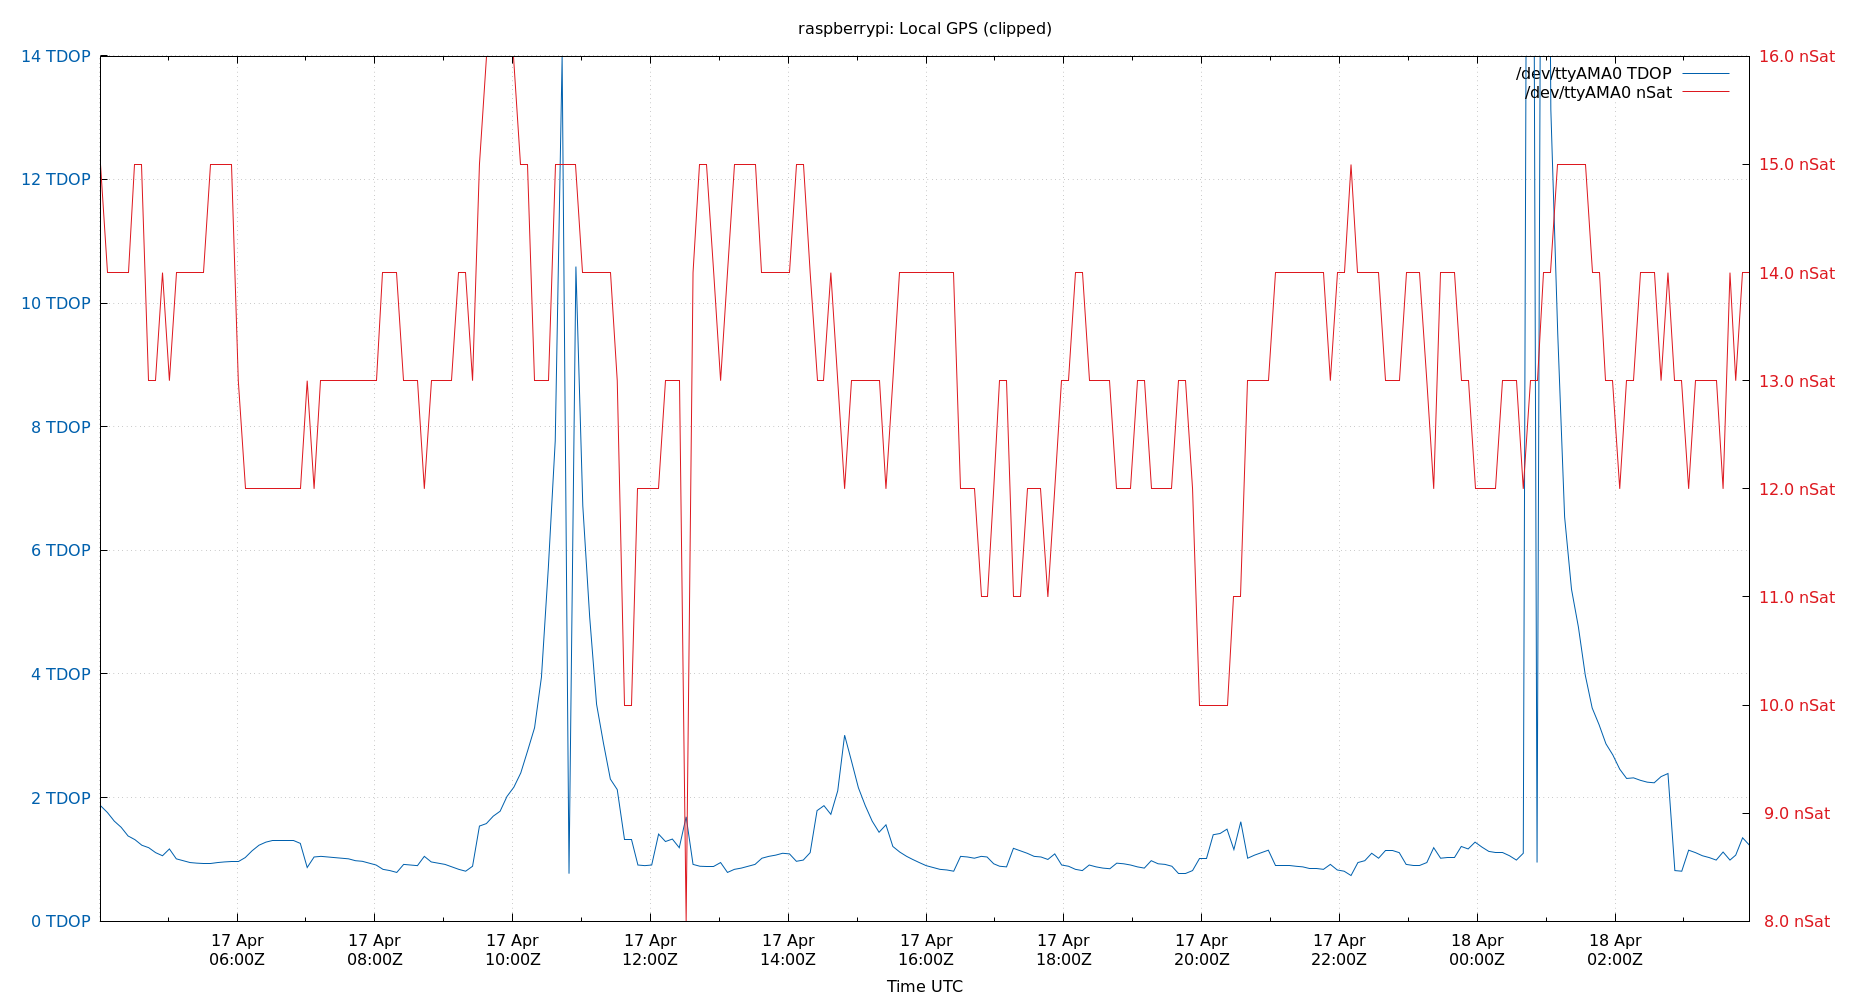 raspberrypi: Local GPS (clipped)
14 TDOP
12 TDOP
10 TDOP
8 TDOP
6 TDOP
4 TDOP
2 TDOP
0 TDOP
16.0 nSat
15.0 nSat
14.0 nSat
13.0 nSat
12.0 nSat
11.0 nSat
10.0 nSat
9.0 nSat
8.0 nSat
/dev/ttyAMA0 TDOP
/dev/ttyAMA0 nSat
17 Apr
06:00Z
17 Apr
08:00Z
17 Apr
10:00Z
17 Apr
12:00Z
17 Apr
14:00Z
17 Apr
16:00Z
17 Apr
18:00Z
17 Apr
20:00Z
17 Apr
22:00Z
18 Apr
00:00Z
18 Apr
02:00Z
Time UTC